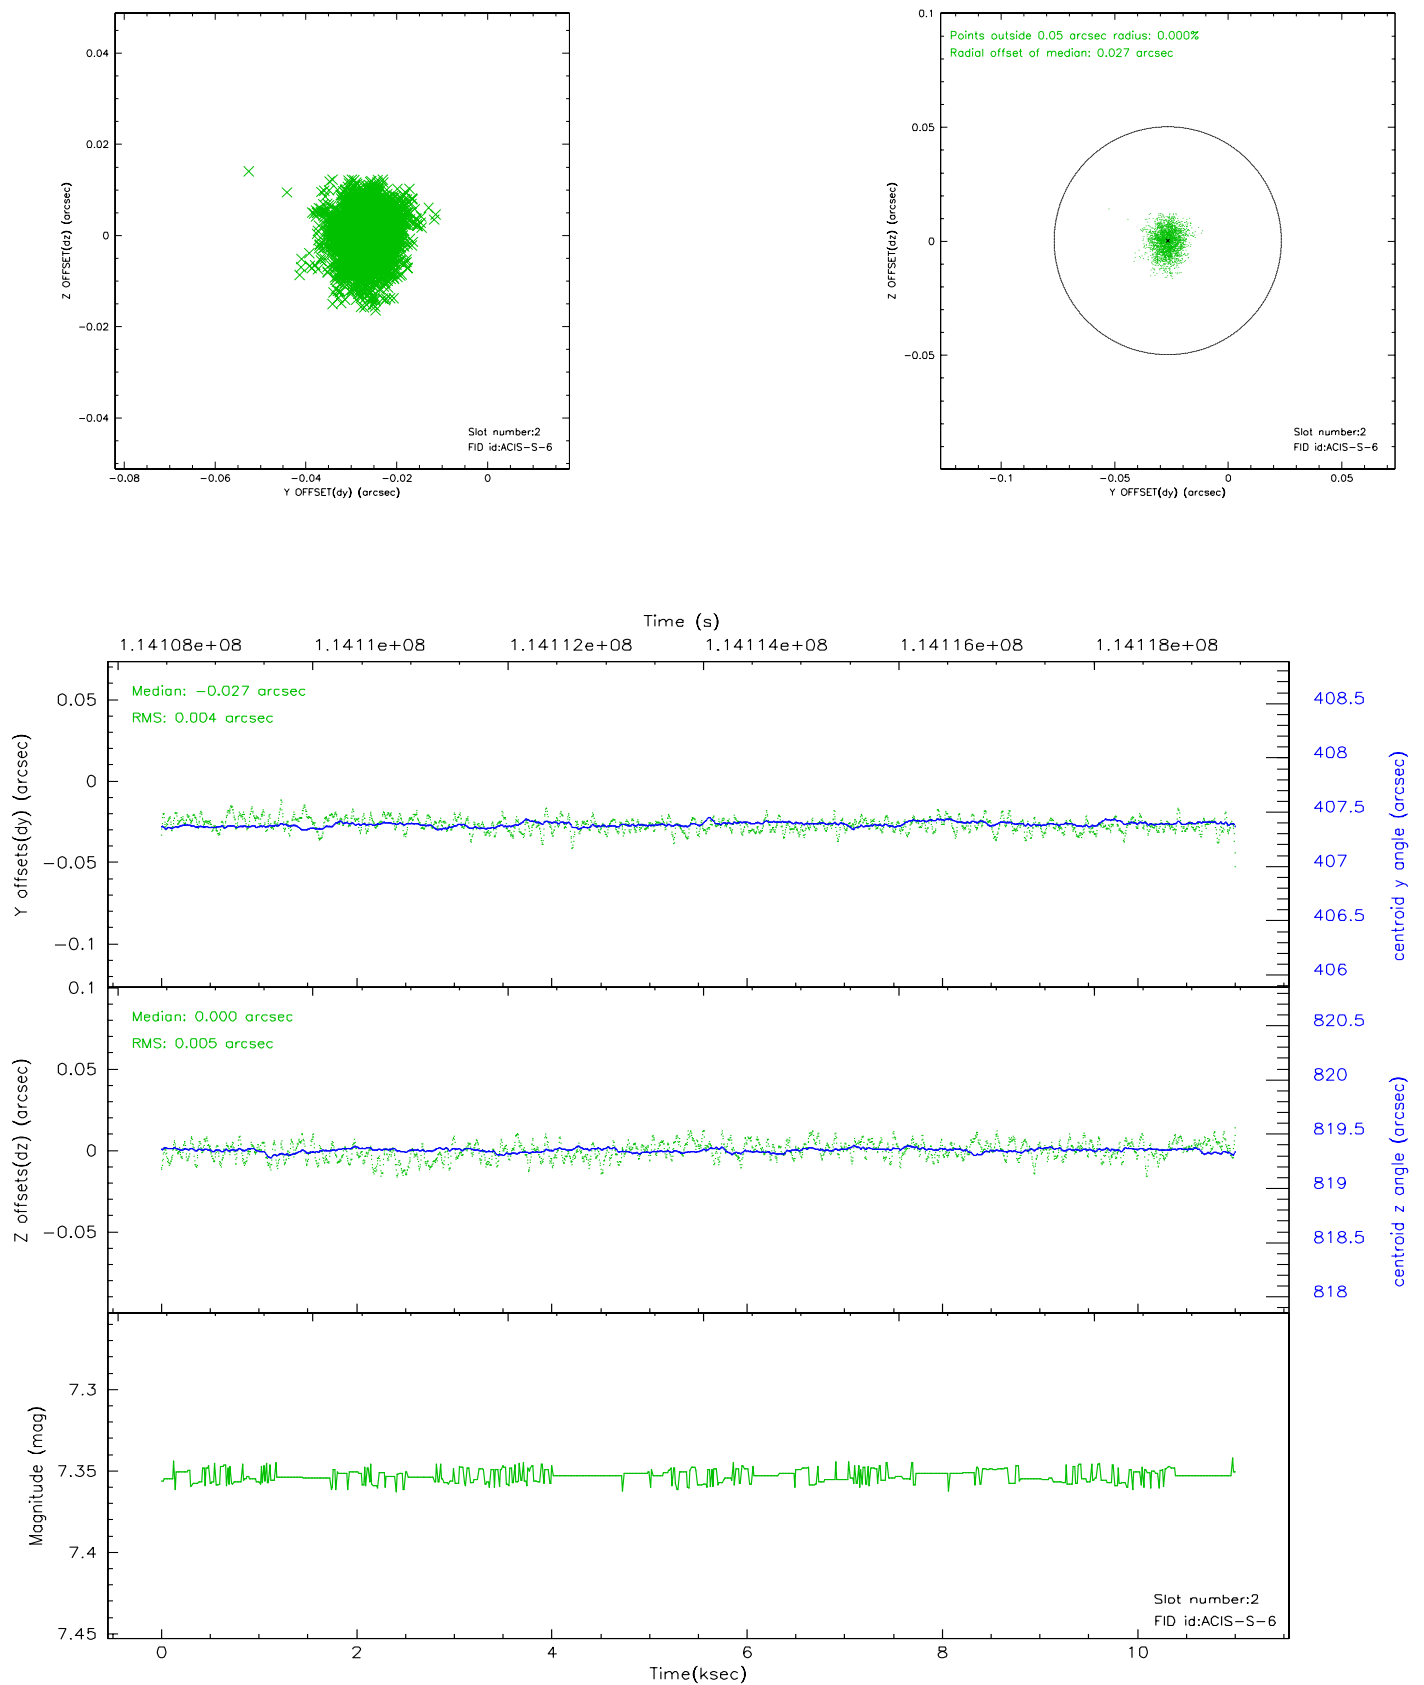 0.04
0.02
0
−0.02
−0.04
Z OFFSET(dz) (arcsec)
Slot number:2
FID id:ACIS−S−6
−0.08
−0.06
−0.04
−0.02
0
Y OFFSET(dy) (arcsec)
0.1
0.05
0
−0.05
Z OFFSET(dz) (arcsec)
Points outside 0.05 arcsec radius: 0.000%
Radial offset of median: 0.027 arcsec
Slot number:2
FID id:ACIS−S−6
−0.1
−0.05
0
0.05
Y OFFSET(dy) (arcsec)
Time (s)
1.14108e+08
1.1411e+08
1.14112e+08
1.14114e+08
1.14116e+08
1.14118e+08
Median: −0.027 arcsec
RMS: 0.004 arcsec
0.05
0
−0.05
−0.1
Y offsets(dy) (arcsec)
408.5
408
407.5
407
406.5
406
centroid y angle (arcsec)
Median: 0.000 arcsec
RMS: 0.005 arcsec
0.1
0.05
0
−0.05
Z offsets(dz) (arcsec)
820.5
820
819.5
819
818.5
818
centroid z angle (arcsec)
7.3
7.35
7.4
7.45
Magnitude (mag)
Slot number:2
FID id:ACIS−S−6
0
2
4
6
8
10
Time(ksec)